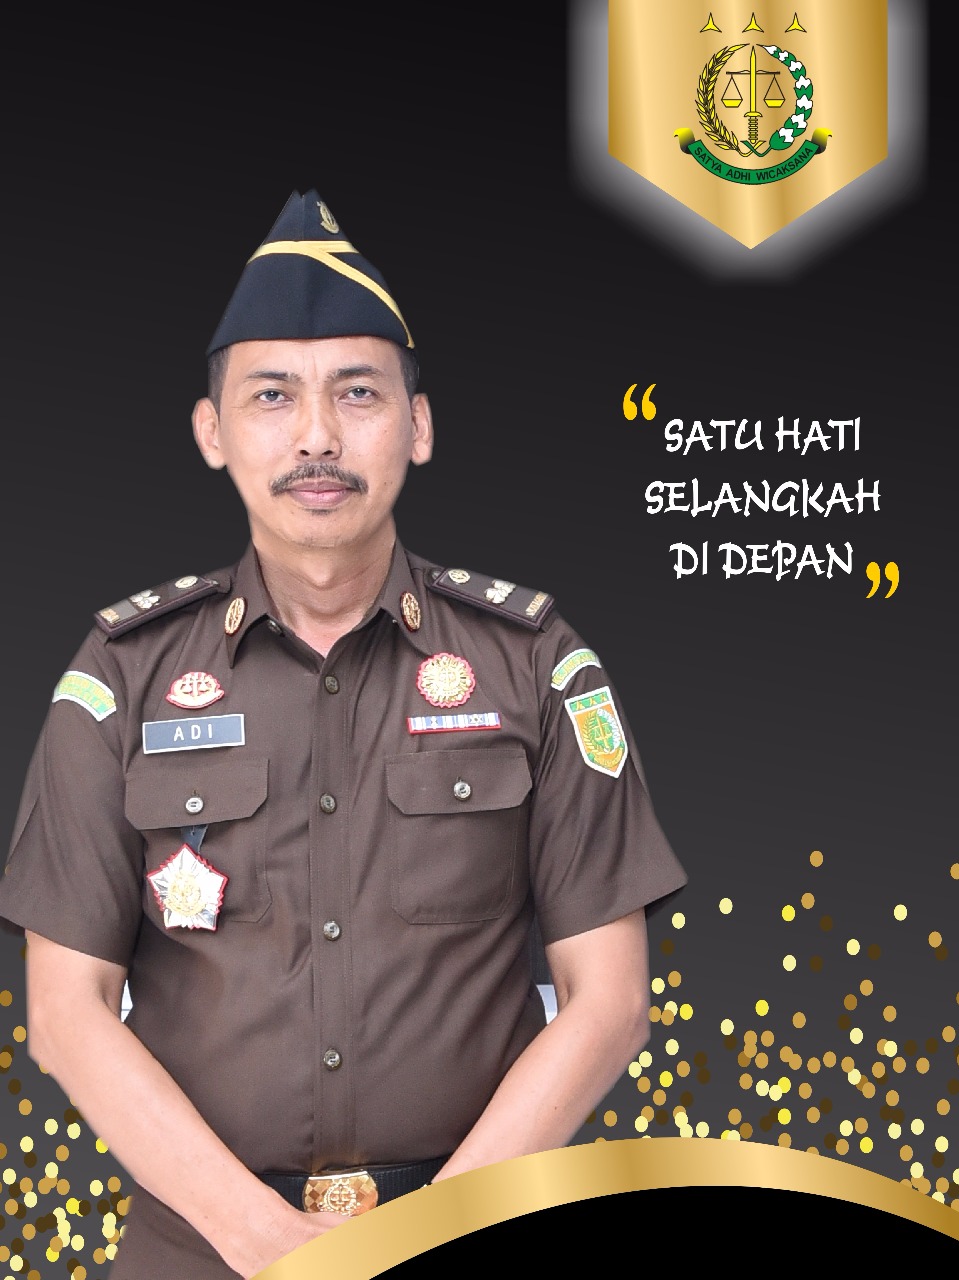 SATYA ADHI WICAKSANA
“SATU HATI
SELANGKAH
DI DEPAN”
ADI